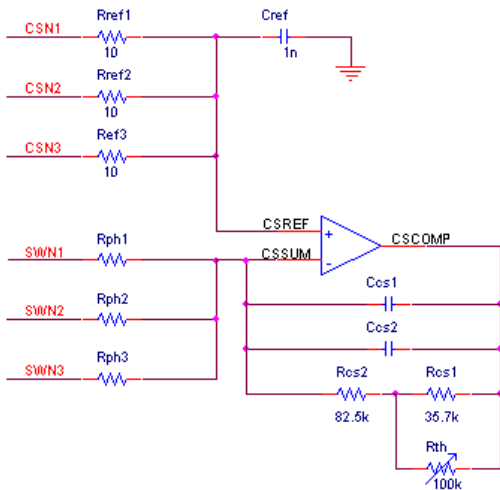 Rref1
Cref
CSN1
10
1n
Rref2
CSN2
10
Rref3
CSN3
10
CSREF
+
CSCOMP
Rph1
SWN1
CSSUM
-
Ccs1
Rph2
SWN2
Ccs2
Rph3
SWN3
Rcs2
Rcs1
82.5k
35.7k
Rth
100k